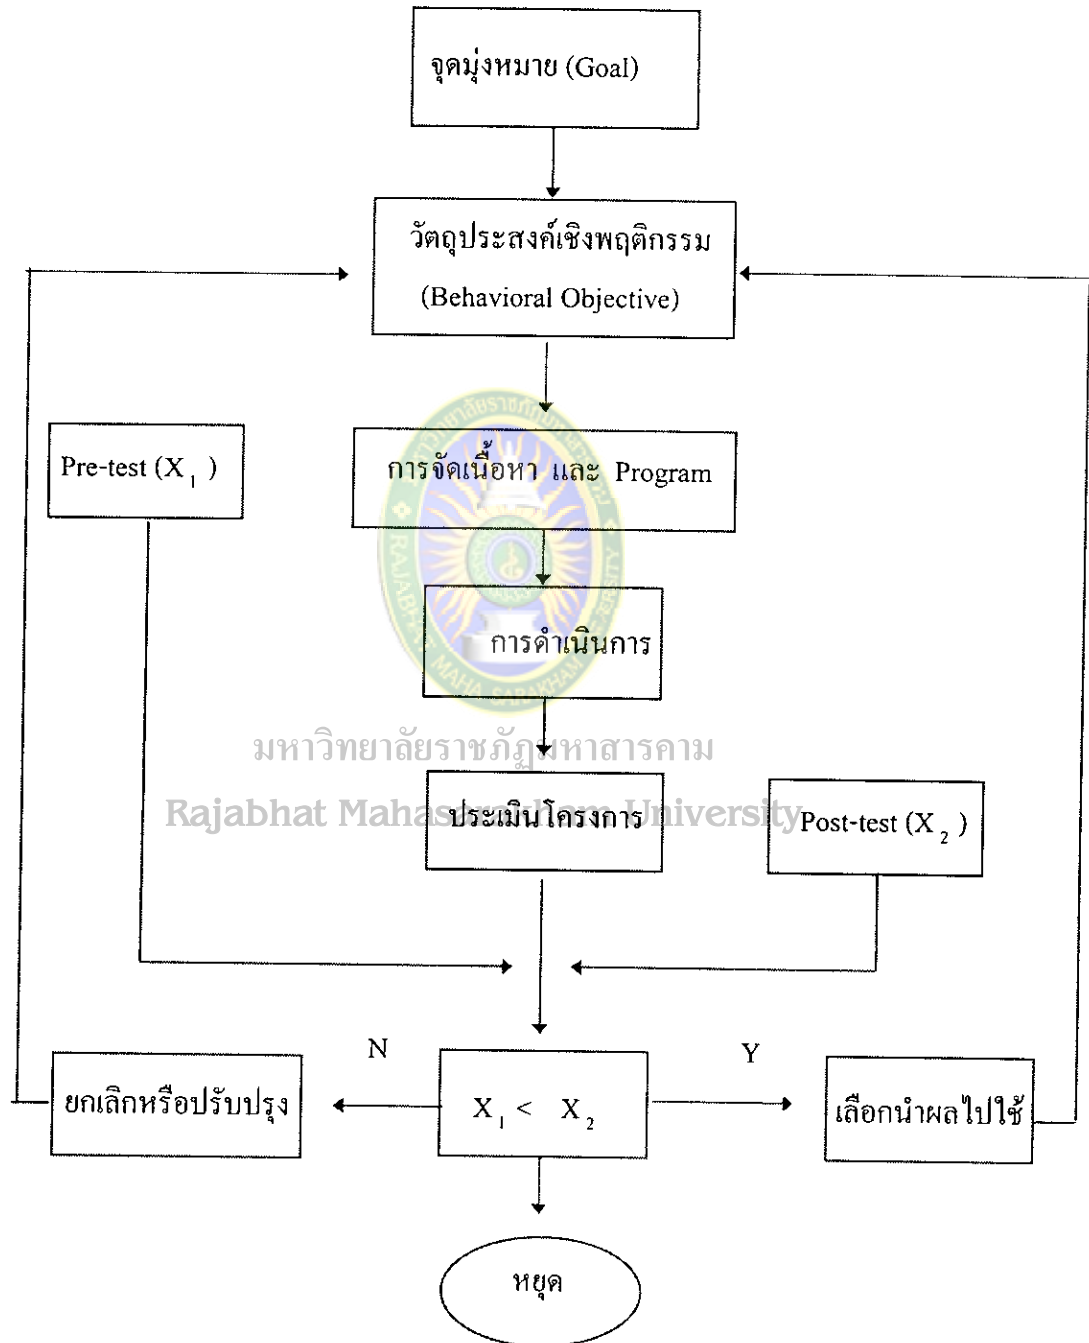 จุดมุ่งหมาย (Goal)
วัตถุประสงค์เชิงพฤติกรรม
(Behavioral Objective)
Pre-test (X₁)
การจัดเนื้อหา และ Program
การดำเนินการ
RAJABHAT MAHA SARAKHAM UNIVERSITY
มหาวิทยาลัยราชภัฏมหาสารคาม
Rajabhat Mahasarakham University
ประเมินโครงการ
Post-test (X₂)
N
Y
ยกเลิกหรือปรับปรุง
X₁ < X₂
เลือกนำผลไปใช้
หยุด